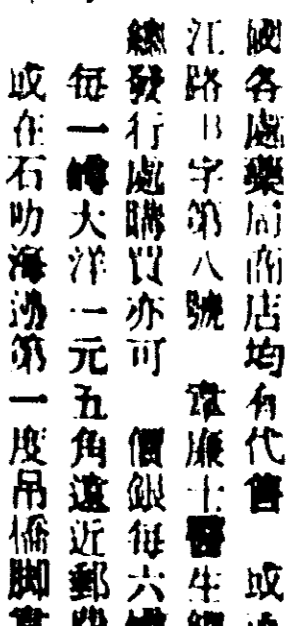 各處藥局商店均有代售 或
江路B字第八號 韋廉士醫生
總發行處購買亦可 價銀每六
每一罇大洋一元五角遠近郵
或在石叻海傍第一度吊橋脚